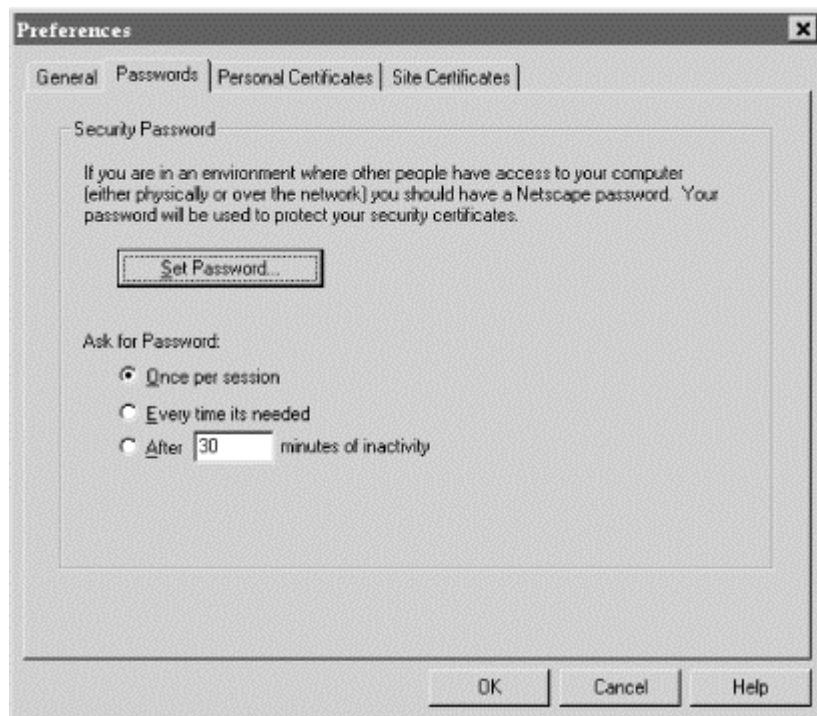 Preferences
General Passwords Personal Certificates Site Certificates
Security Password
If you are in an environment where other people have access to your computer
(either physically or over the network) you should have a Netscape password. Your
password will be used to protect your security certificates.
Set Password...
Ask for Password:
Once per session
Every time its needed
After 30 minutes of inactivity
OK Cancel Help